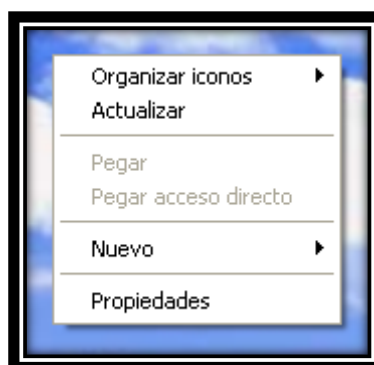 Organizar iconos
Actualizar
Pegar
Pegar acceso directo
Nuevo
Propiedades